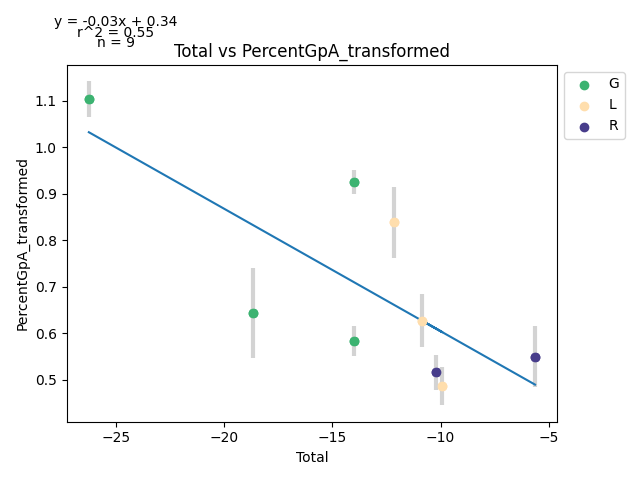 y = -0.03x + 0.34
r^2 = 0.55
n = 9
Total vs PercentGpA_transformed
G
L
R
1.1
1.0
0.9
0.8
0.7
0.6
0.5
PercentGpA_transformed
−25
−20
−15
−10
−5
Total